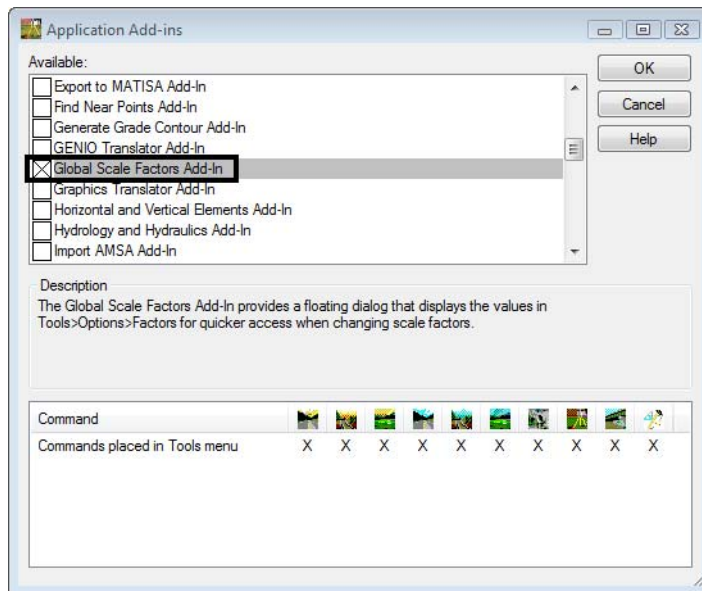 Application Add-ins
Available:
OK
Export to MATISA Add-In
Find Near Points Add-In
Cancel
Generate Grade Contour Add-In
GENIO Translator Add-In
Help
Global Scale Factors Add-In
Graphics Translator Add-In
Horizontal and Vertical Elements Add-In
Hydrology and Hydraulics Add-In
Import AMSA Add-In
Description
The Global Scale Factors Add-In provides a floating dialog that displays the values in
Tools>Options>Factors for quicker access when changing scale factors.
Command
Commands placed in Tools menu X X X X X X X X X X